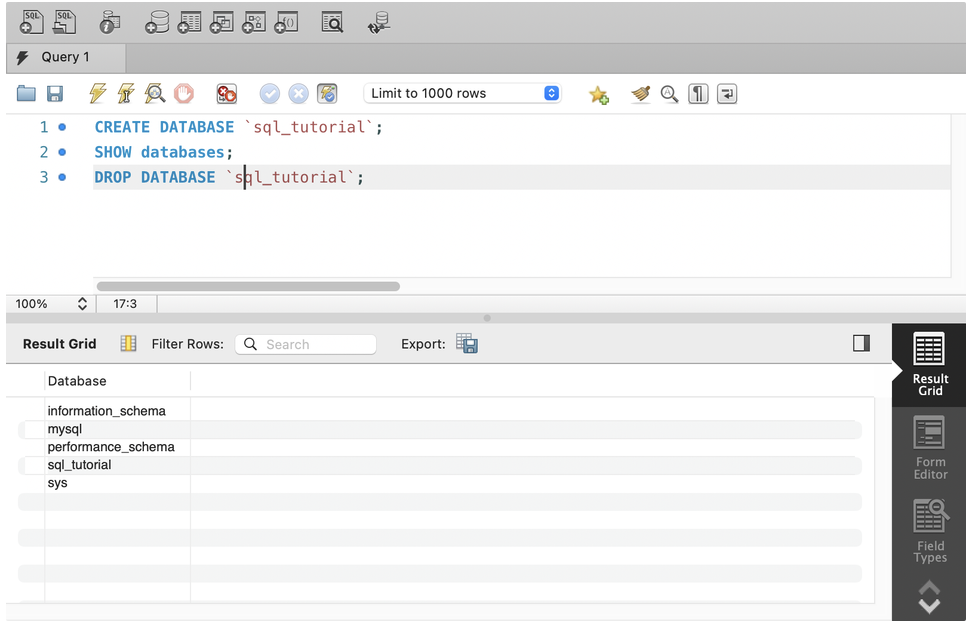 SQL
SQL
Query 1
Limit to 1000 rows
1 CREATE DATABASE `sql_tutorial`;
2 SHOW databases;
3 DROP DATABASE `sql_tutorial`;
100% 17:3
Result Grid Filter Rows: Search Export:
Database
information_schema
mysql
performance_schema
sql_tutorial
sys
Result
Grid
Form
Editor
Field
Types